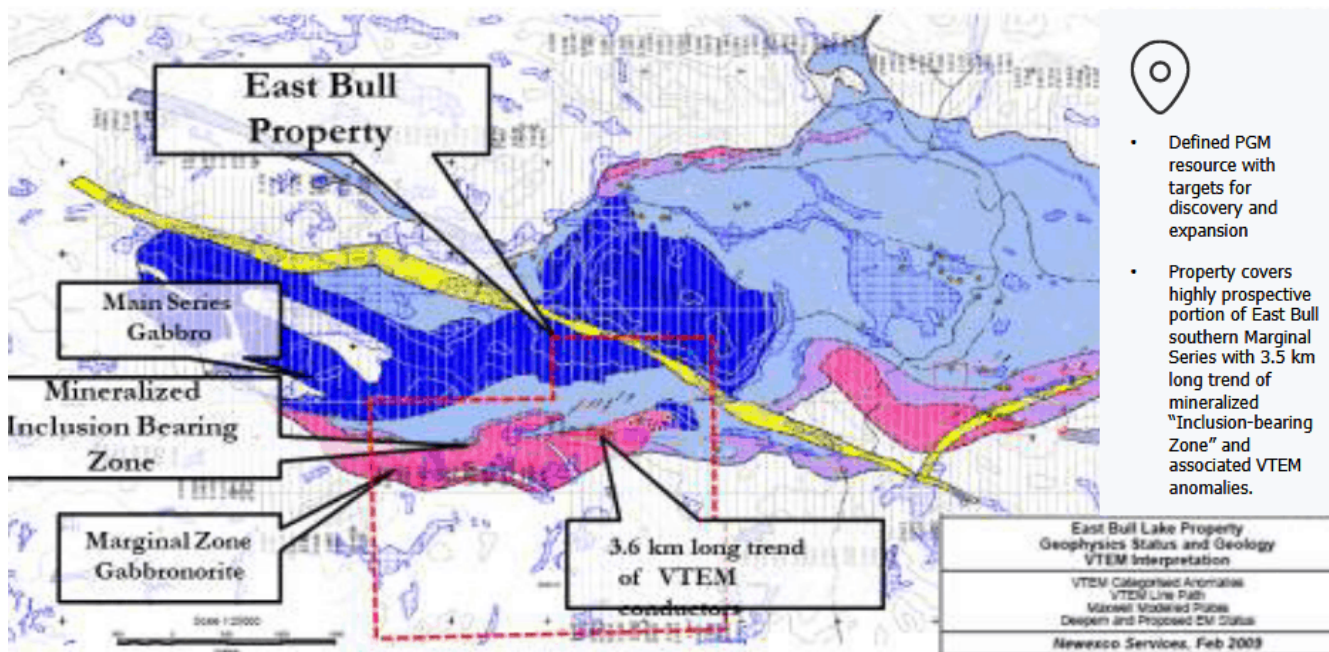 East Bull
Property
Main Series
Gabbro
Mineralized
Inclusion Bearing
Zone
Marginal Zone
Gabbronorite
3.6 km long trend
of VTEM
conductors
Scale 1:25000
• Defined PGM
resource with
targets for
discovery and
expansion
• Property covers
highly prospective
portion of East Bull
southern Marginal
Series with 3.5 km
long trend of
mineralized
“Inclusion-bearing
Zone” and
associated VTEM
anomalies.
East Bull Lake Property
Geophysics Status and Geology
VTEM Interpretation
VTEM Categorised Anomalies
VTEM Line Path
Maxwell Modelled Plates
Deepem and Proposed EM Status
Newexco Services, Feb 2009